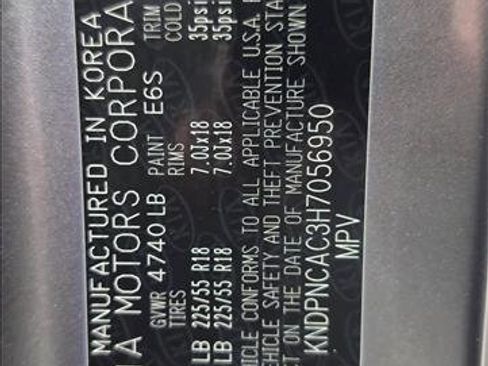 MANUFACTURED IN KOREA
A MOTORS CORPORA
GVWR 4740 LB PAINT E6S TRIM
TIRES RIMS COLD
LB 225/55 R18 7.0JX18 35psi
LB 225/55 R18 7.0JX18 35psi
HICLE CONFORMS TO ALL APPLICABLE U.S.A.
EHICLE SAFETY AND THEFT PREVENTION STA
CT ON THE DATE OF MANUFACTURE SHOWN
KNDPNCAC3H7056950
MPV